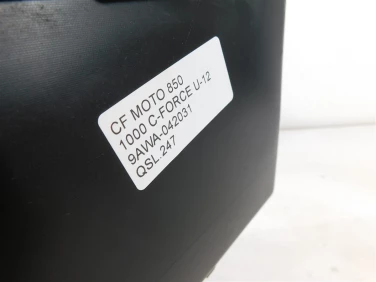 CF MOTO 850
1000 C-FORCE U-12
9AWA-042031
QSL.247